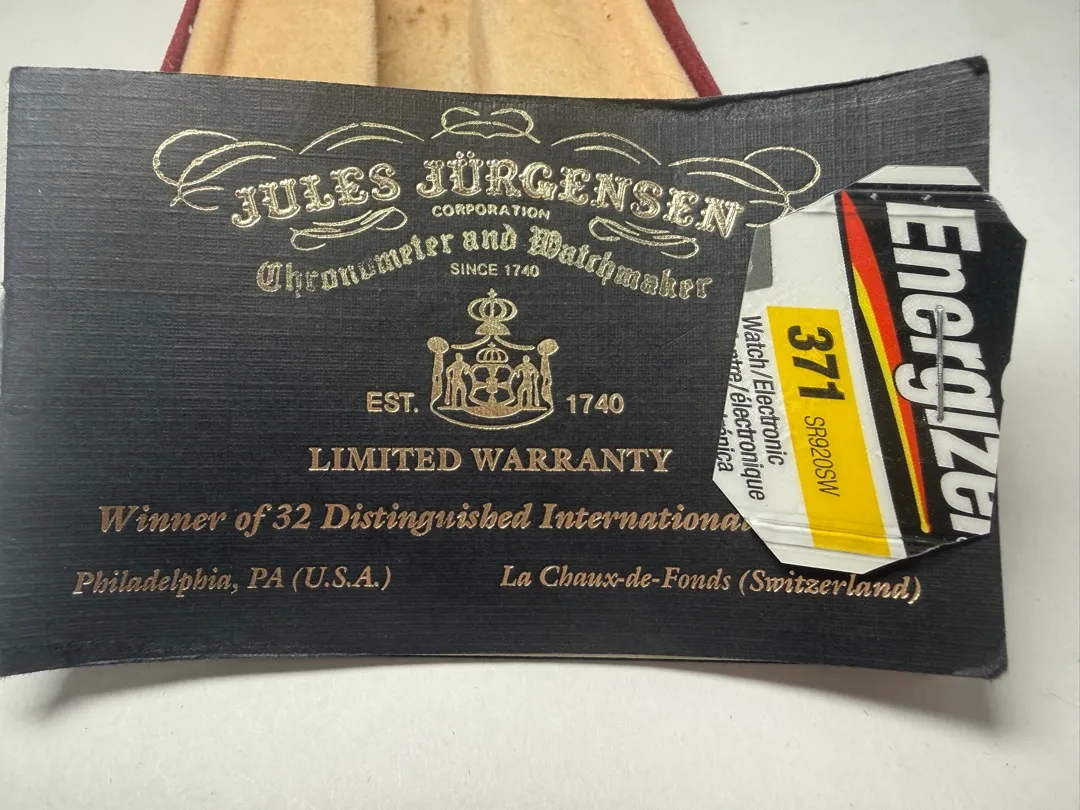 JULES JÜRGENSEN
CORPORATION
Chronometer and Watchmaker
SINCE 1740
EST. 1740
LIMITED WARRANTY
Winner of 32 Distinguished International
Philadelphia, PA (U.S.A.)
La Chaux-de-Fonds (Switzerland)
Energizer
371 SR920SW
Watch/Electronic
/électronique